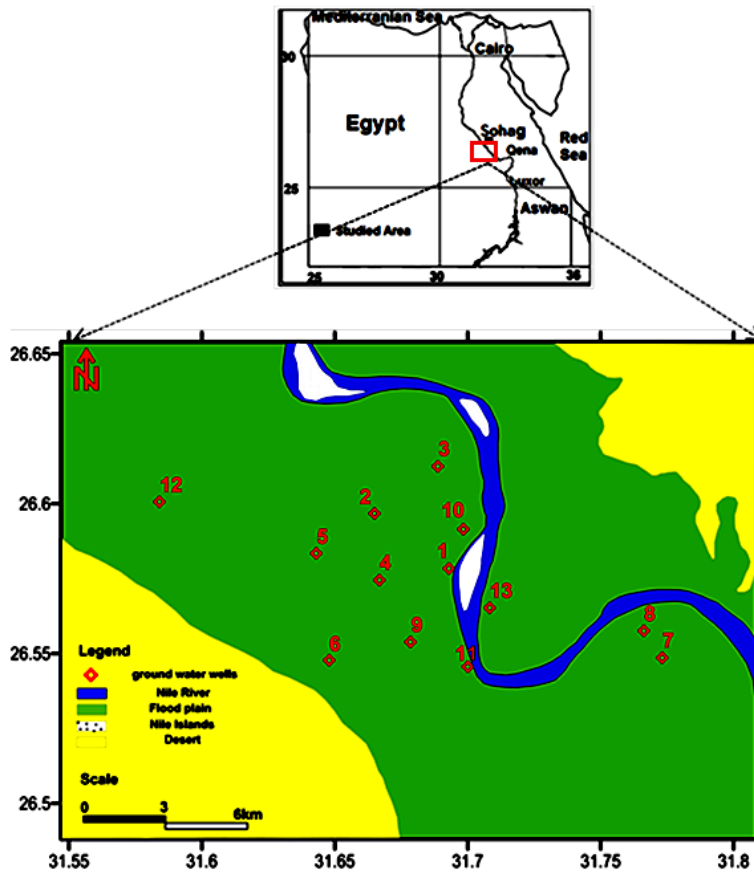 Mediterranean Sea
30
Cairo
Egypt
Sohag
Qena
Red
Sea
25
Luxor
Aswan
Studied Area
25
30
36
26.65
N
3
12
2
26.6
10
5
1
4
13
8
9
7
6
11
26.55
Legend
ground water wells
Nile River
Flood plain
Nile Islands
Desert
Scale
0
3
6km
26.5
31.55
31.6
31.65
31.7
31.75
31.8